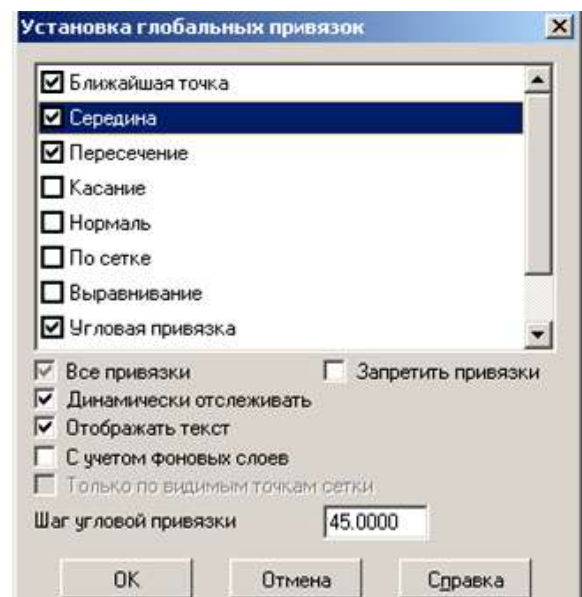 Установка глобальных привязок
Ближайшая точка
Середина
Пересечение
Касание
Нормаль
По сетке
Выравнивание
Угловая привязка
Все привязки Запретить привязки
Динамически отслеживать
Отображать текст
С учетом фоновых слоев
Только по видимым точкам сетки
Шаг угловой привязки 45.0000
OK Отмена Справка